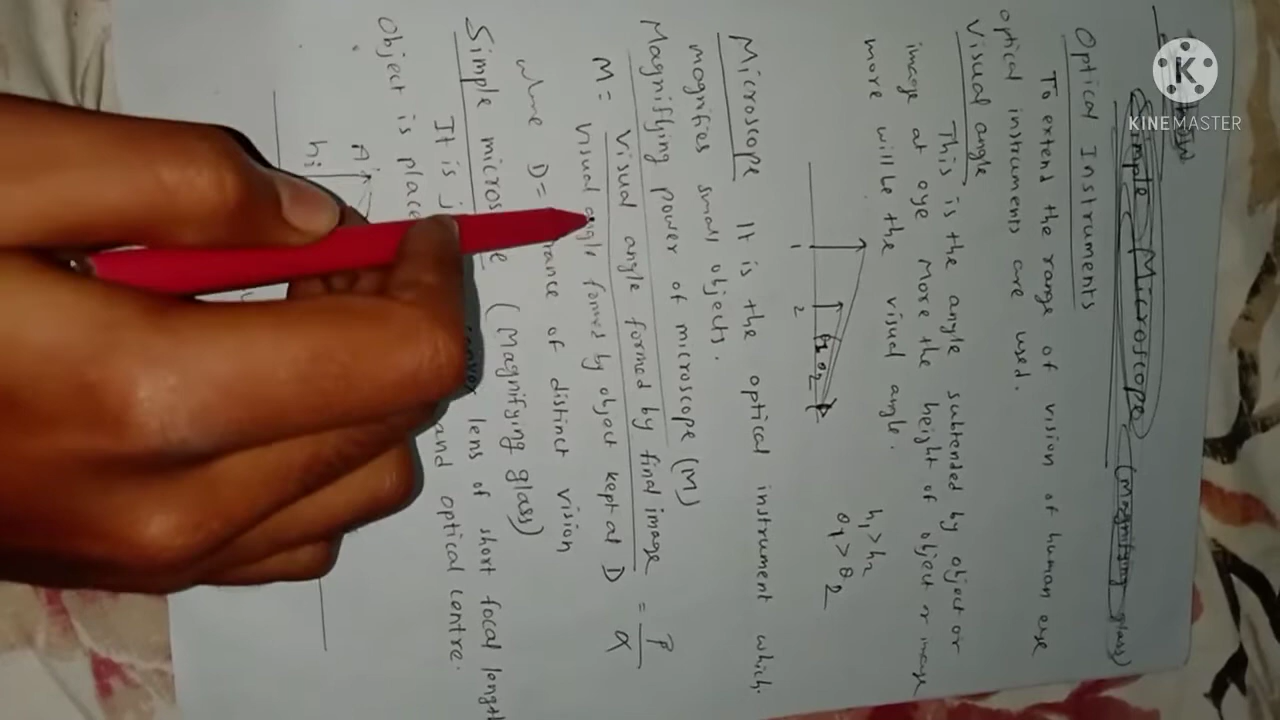 Simple Microscope (Magnifying glass)
Optical Instruments
To extend the range of vision of human eye
optical instruments are used.
Visual angle
This is the angle subtended by object or
image at eye More the height of object or image
more will be the visual angle.
h1 > h2
θ1 > θ2
1 2 θ1 θ2
Microscope It is the optical instrument which
magnifies small objects.
Magnifying power of microscope (M)
M = visual angle formed by final image = β
visual angle formed by object kept at D α
where D = distance of distinct vision
Simple microscope (Magnifying glass)
It is convex lens of short focal length
Object is place and optical centre.
A
hi
K
KINEMASTER